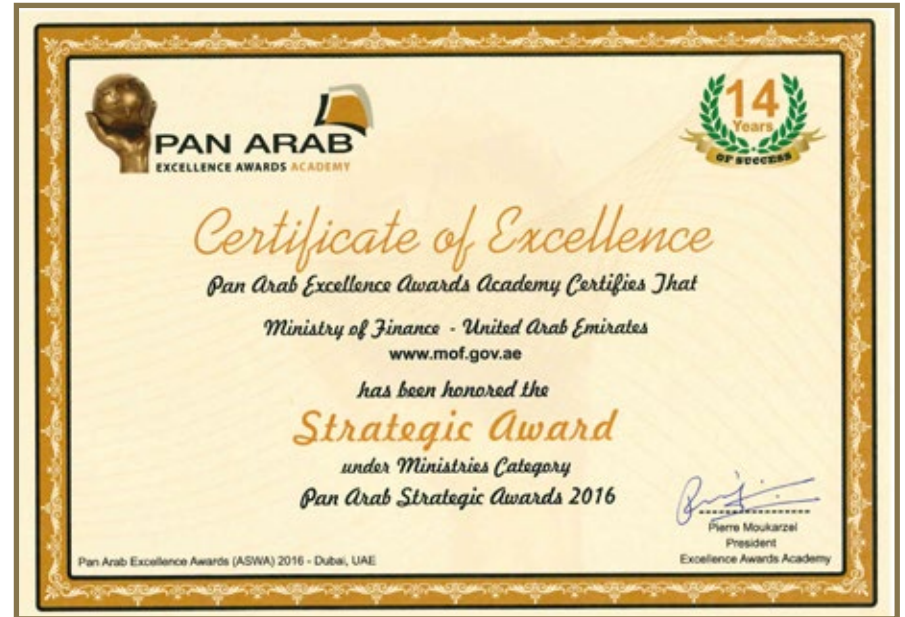 PAN ARAB
EXCELLENCE AWARDS ACADEMY
14
Years
OF SUCCESS
Certificate of Excellence
Pan Arab Excellence Awards Academy Certifies That
Ministry of Finance - United Arab Emirates
www.mof.gov.ae
has been honored the
Strategic Award
under Ministries Category
Pan Arab Strategic Awards 2016
Pierre Moukarzel
President
Excellence Awards Academy
Pan Arab Excellence Awards (ASWA) 2016 - Dubai, UAE